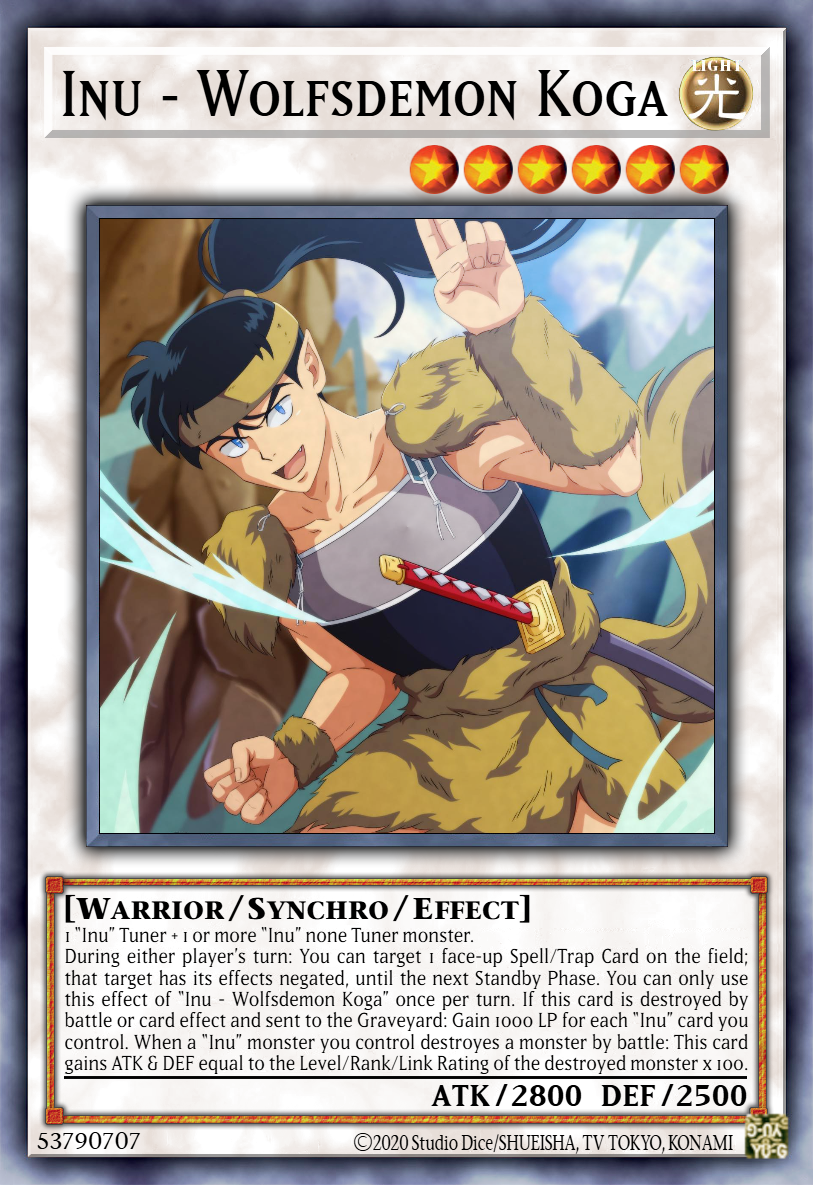 Inu - Wolfsdemon Koga
LIGHT
光
[Warrior/Synchro/Effect]
1 "Inu" Tuner + 1 or more "Inu" none Tuner monster.
During either player's turn: You can target 1 face-up Spell/Trap Card on the field;
that target has its effects negated, until the next Standby Phase. You can only use
this effect of "Inu - Wolfsdemon Koga" once per turn. If this card is destroyed by
battle or card effect and sent to the Graveyard: Gain 1000 LP for each "Inu" card you
control. When a "Inu" monster you control destroyes a monster by battle: This card
gains ATK & DEF equal to the Level/Rank/Link Rating of the destroyed monster x 100.
ATK/2800 DEF/2500
53790707
©2020 Studio Dice/SHUEISHA, TV TOKYO, KONAMI